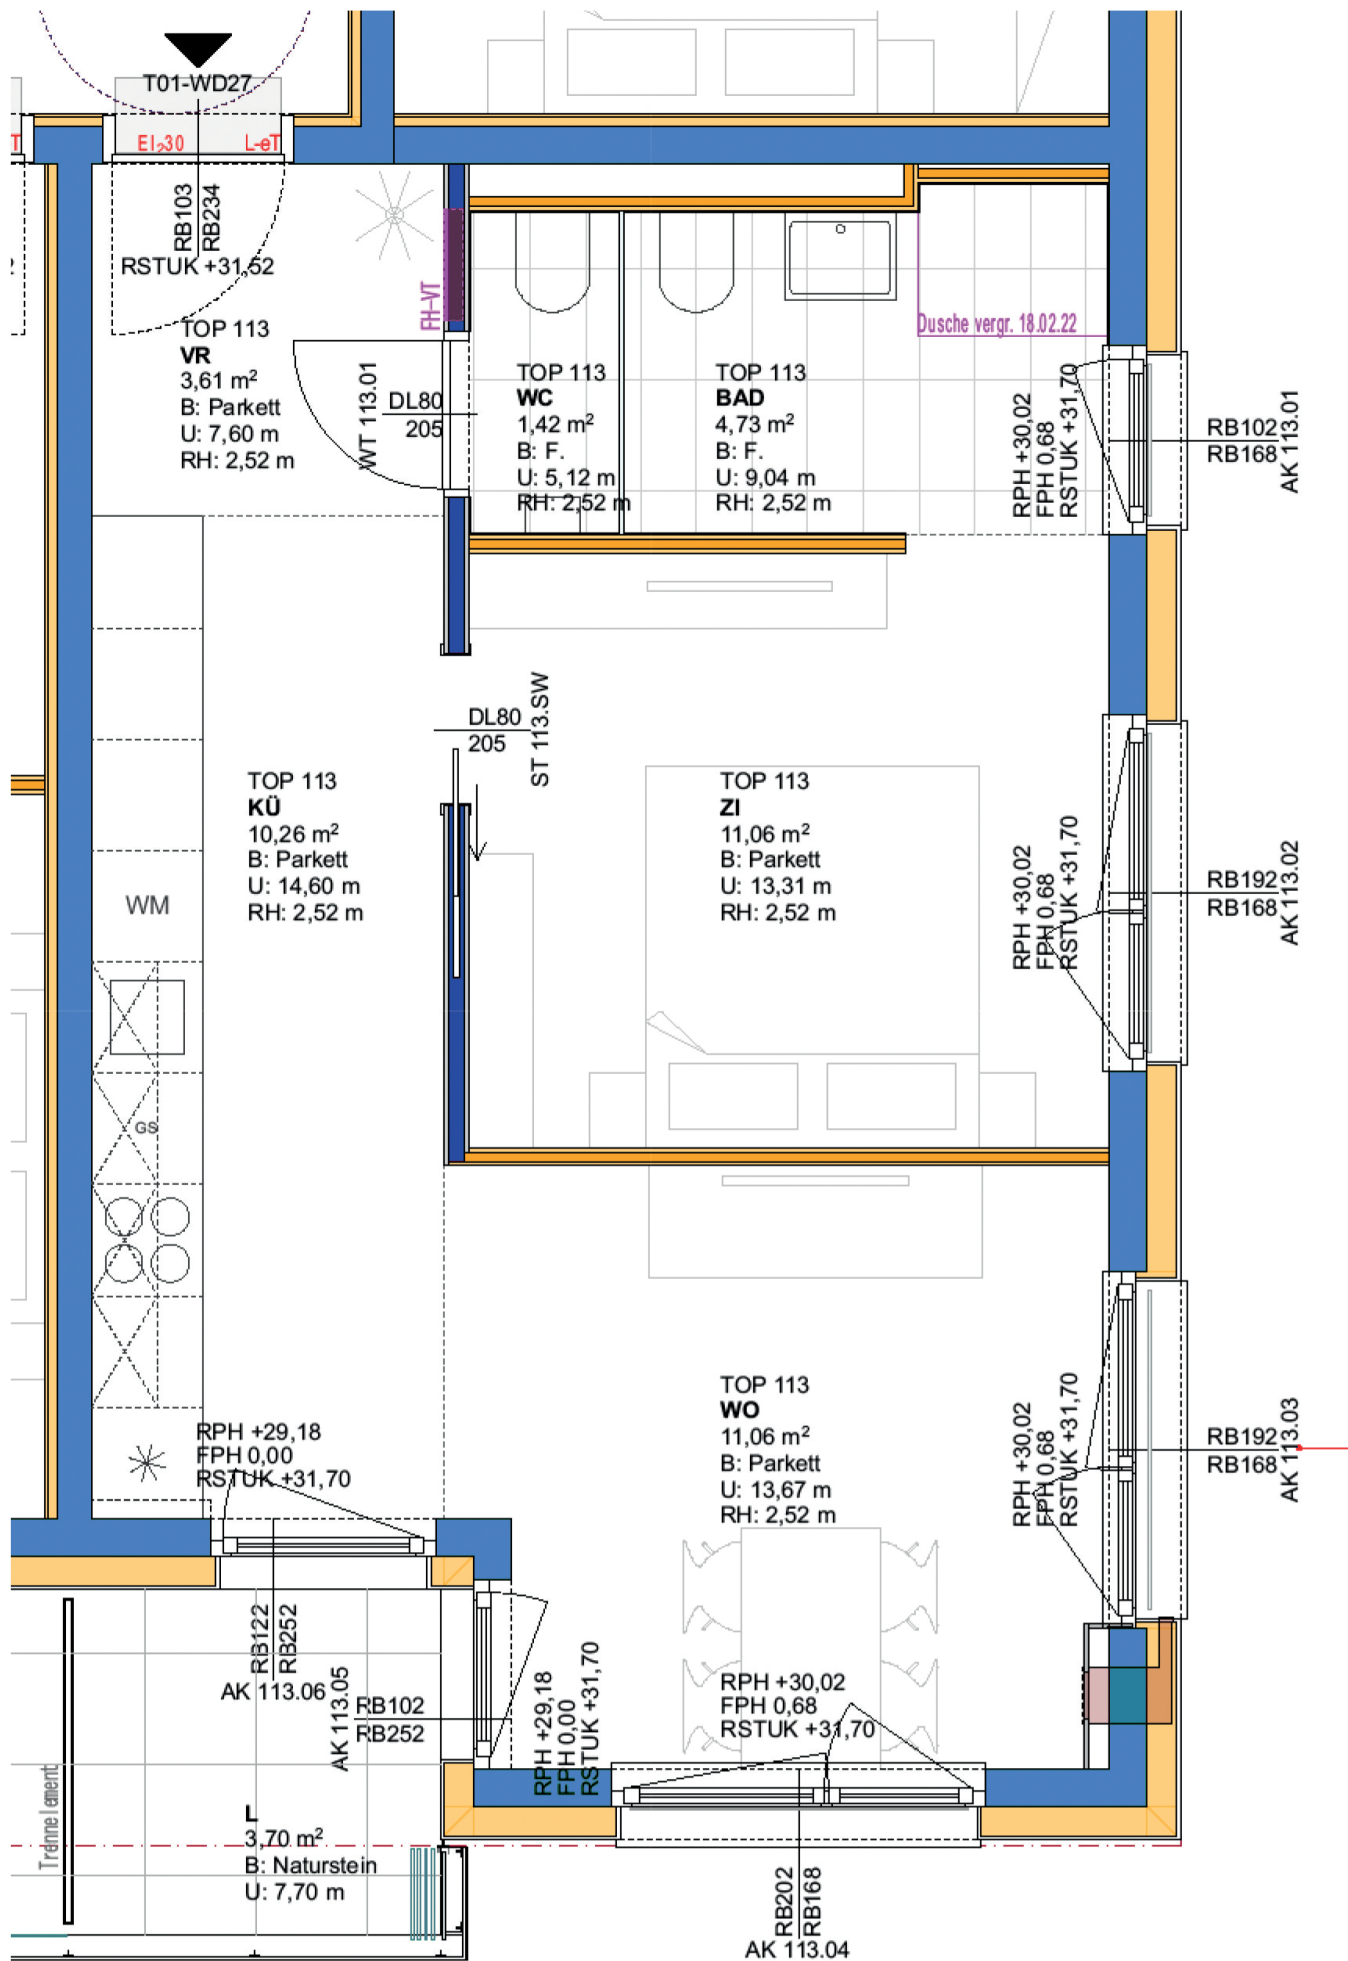 T01-WD27
T
EI₂30
L-eT
RB103
RB234
RSTUK +31,52
FH-VT
Dusche vergr. 18.02.22
TOP 113
VR
3,61 m²
B: Parkett
U: 7,60 m
RH: 2,52 m
WT 113.01
DL80
205
TOP 113
WC
1,42 m²
B: F.
U: 5,12 m
RH: 2,52 m
TOP 113
BAD
4,73 m²
B: F.
U: 9,04 m
RH: 2,52 m
RPH +30,02
FPH 0,68
RSTUK +31,70
RB102
RB168
AK 113.01
DL80
205
ST 113.SW
TOP 113
KÜ
10,26 m²
B: Parkett
U: 14,60 m
RH: 2,52 m
TOP 113
ZI
11,06 m²
B: Parkett
U: 13,31 m
RH: 2,52 m
RPH +30,02
FPH 0,68
RSTUK +31,70
RB192
RB168
AK 113.02
WM
GS
TOP 113
WO
11,06 m²
B: Parkett
U: 13,67 m
RH: 2,52 m
RPH +30,02
FPH 0,68
RSTUK +31,70
RB192
RB168
AK 113.03
RPH +29,18
FPH 0,00
RSTUK +31,70
RB122
RB252
AK 113.06
AK 113.05
RB102
RB252
RPH +29,18
FPH 0,00
RSTUK +31,70
RPH +30,02
FPH 0,68
RSTUK +31,70
Trennelement
L
3,70 m²
B: Naturstein
U: 7,70 m
RB202
RB168
AK 113.04